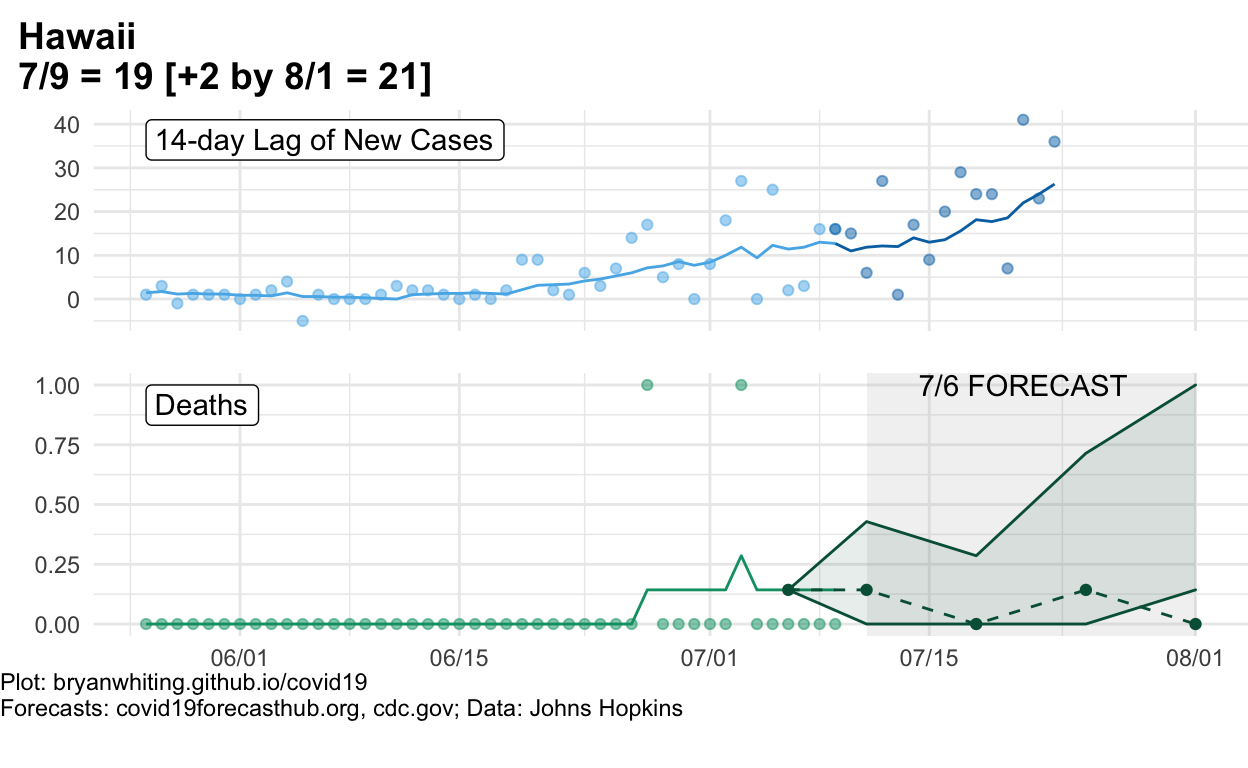 Hawaii
7/9 = 19 [+2 by 8/1 = 21]
14-day Lag of New Cases
40
30
20
10
0
7/6 FORECAST
Deaths
1.00
0.75
0.50
0.25
0.00
06/01 06/15 07/01 07/15 08/01
Plot: bryanwhiting.github.io/covid19
Forecasts: covid19forecasthub.org, cdc.gov; Data: Johns Hopkins